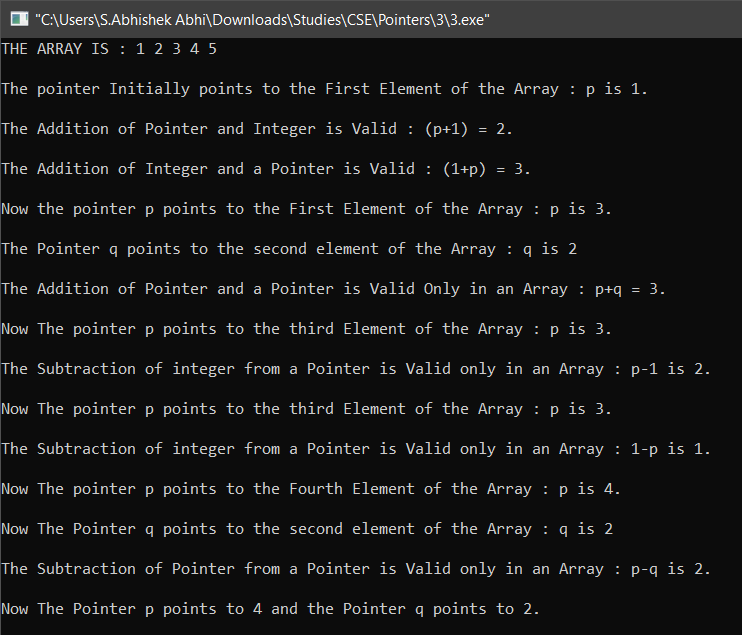 "C:\Users\S.Abhishek Abhi\Downloads\Studies\CSE\Pointers\3\3.exe"
THE ARRAY IS : 1 2 3 4 5
The pointer Initially points to the First Element of the Array : p is 1.
The Addition of Pointer and Integer is Valid : (p+1) = 2.
The Addition of Integer and a Pointer is Valid : (1+p) = 3.
Now the pointer p points to the First Element of the Array : p is 3.
The Pointer q points to the second element of the Array : q is 2
The Addition of Pointer and a Pointer is Valid Only in an Array : p+q = 3.
Now The pointer p points to the third Element of the Array : p is 3.
The Subtraction of integer from a Pointer is Valid only in an Array : p-1 is 2.
Now The pointer p points to the third Element of the Array : p is 3.
The Subtraction of integer from a Pointer is Valid only in an Array : 1-p is 1.
Now The pointer p points to the Fourth Element of the Array : p is 4.
Now The Pointer q points to the second element of the Array : q is 2
The Subtraction of Pointer from a Pointer is Valid only in an Array : p-q is 2.
Now The Pointer p points to 4 and the Pointer q points to 2.